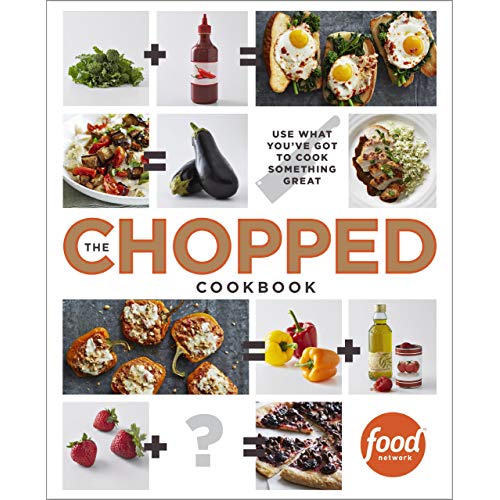 USE WHAT
YOU'VE GOT
TO COOK
SOMETHING
GREAT
THE
CHOPPED
COOKBOOK
food
network